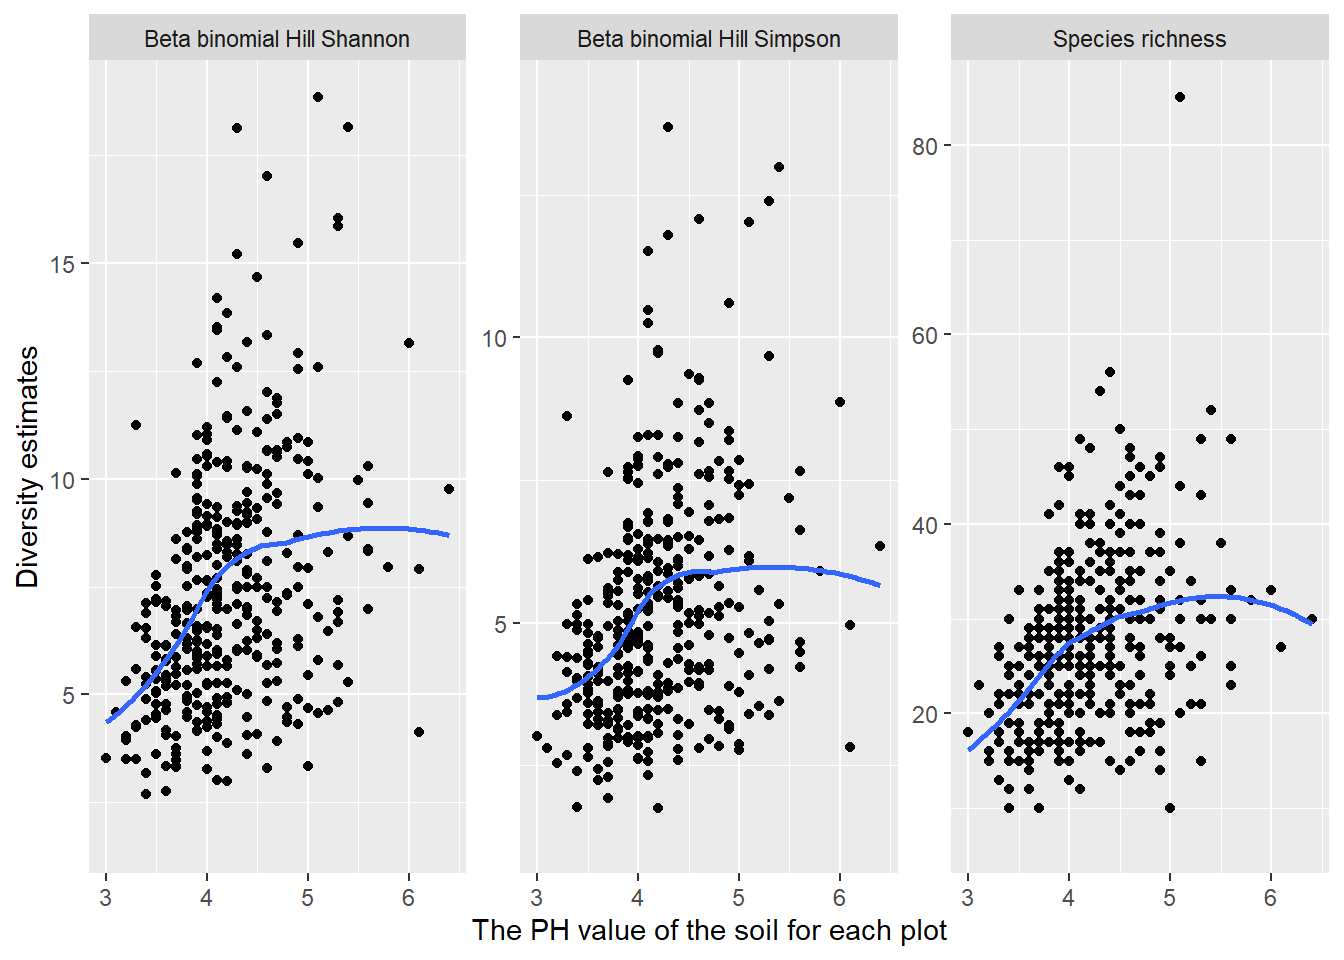 Beta binomial Hill Shannon
Beta binomial Hill Simpson
Species richness
Diversity estimates
15
10
5
10
5
80
60
40
20
3 4 5 6
3 4 5 6
3 4 5 6
The PH value of the soil for each plot